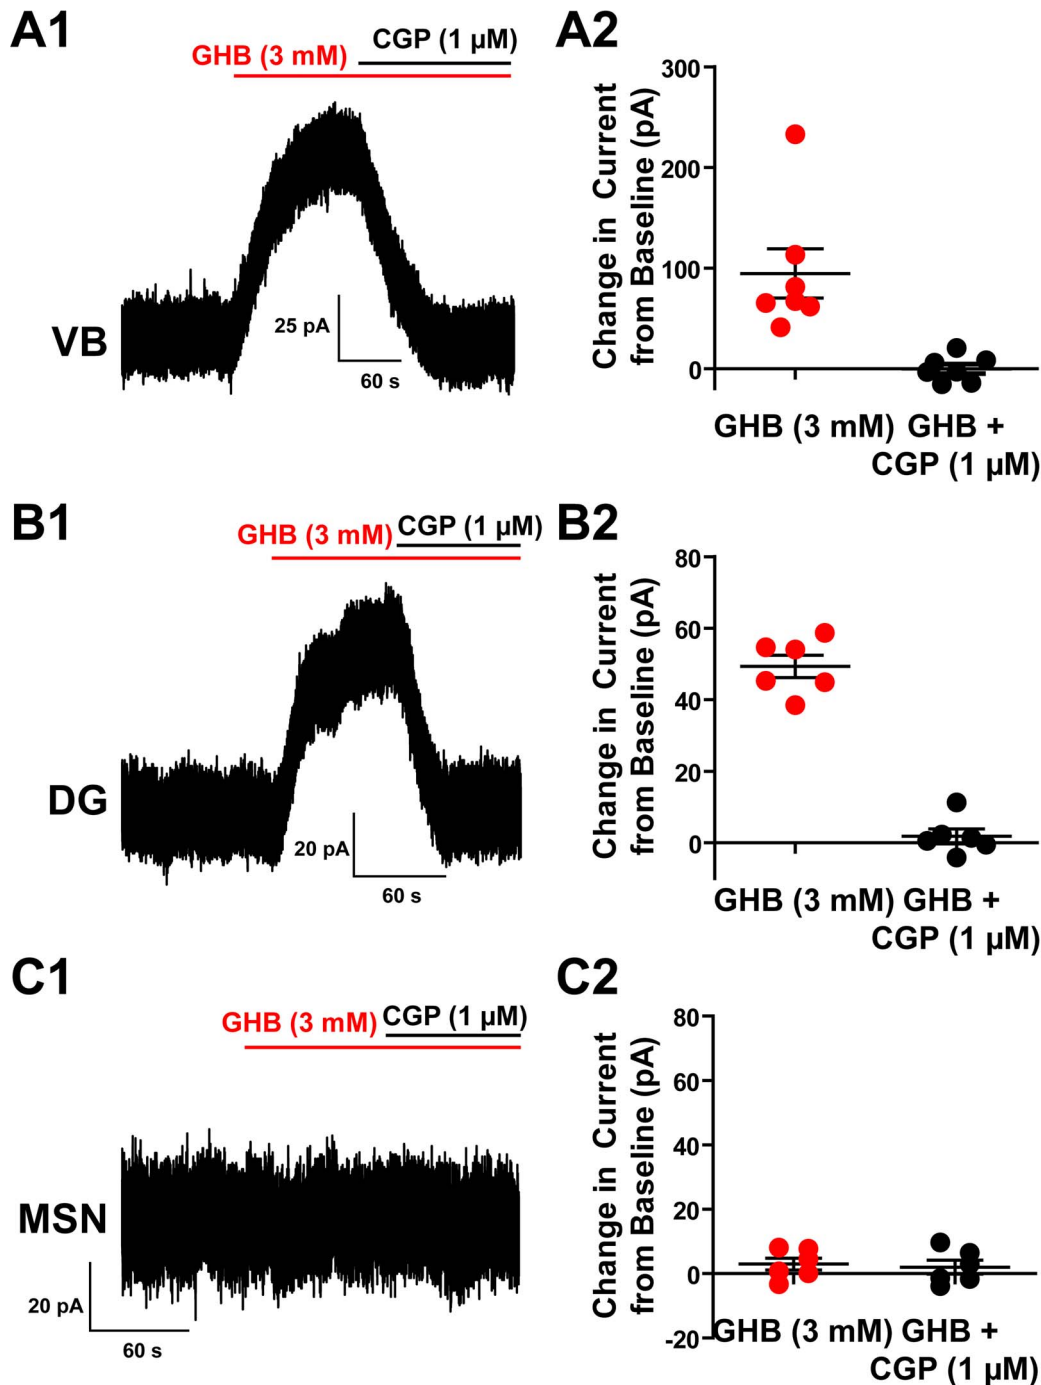 A1
CGP (1 µM)
GHB (3 mM)
VB
25 pA
60 s
A2
Change in Current
from Baseline (pA)
300
200
100
0
GHB (3 mM) GHB +
CGP (1 µM)
B1
CGP (1 µM)
GHB (3 mM)
DG
20 pA
60 s
B2
Change in Current
from Baseline (pA)
80
60
40
20
0
GHB (3 mM) GHB +
CGP (1 µM)
C1
CGP (1 µM)
GHB (3 mM)
MSN
20 pA
60 s
C2
Change in Current
from Baseline (pA)
80
60
40
20
0
-20
GHB (3 mM) GHB +
CGP (1 µM)